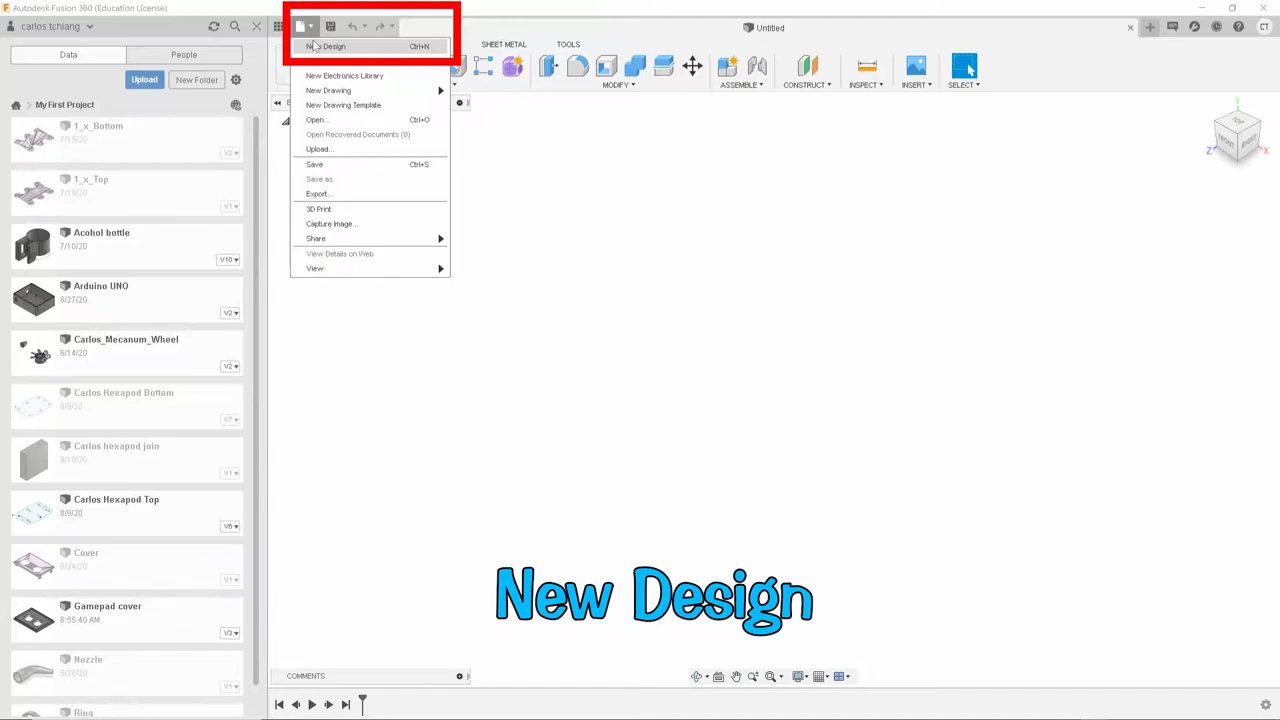 Autodesk Fusion 360 (Education License)
carlos tchiang
Untitled
CT
Data
People
Upload
New Folder
My First Project
1_x_Bottom
7/19/20
V2
1_x_Top
7/19/20
V1
Acohol bottle
7/10/20
V10
Arduino UNO
8/27/20
V2
Carlos_Mecanum_Wheel
8/14/20
V2
Carlos Hexapod Bottom
8/9/20
V7
Carlos hexapod join
8/10/20
V1
Carlos Hexapod Top
8/9/20
V6
Cover
8/24/20
V1
Gamepad cover
6:55:40 AM
V3
Nozzle
5/28/20
V1
Ring
New Design Ctrl+N
New Electronics Library
New Drawing
New Drawing Template
Open... Ctrl+O
Open Recovered Documents (0)
Upload...
Save Ctrl+S
Save as
Export...
3D Print
Capture Image...
Share
View Details on Web
View
SHEET METAL
TOOLS
MODIFY
ASSEMBLE
CONSTRUCT
INSPECT
INSERT
SELECT
Y
TOP
FRONT
RIGHT
Z
X
New Design
COMMENTS